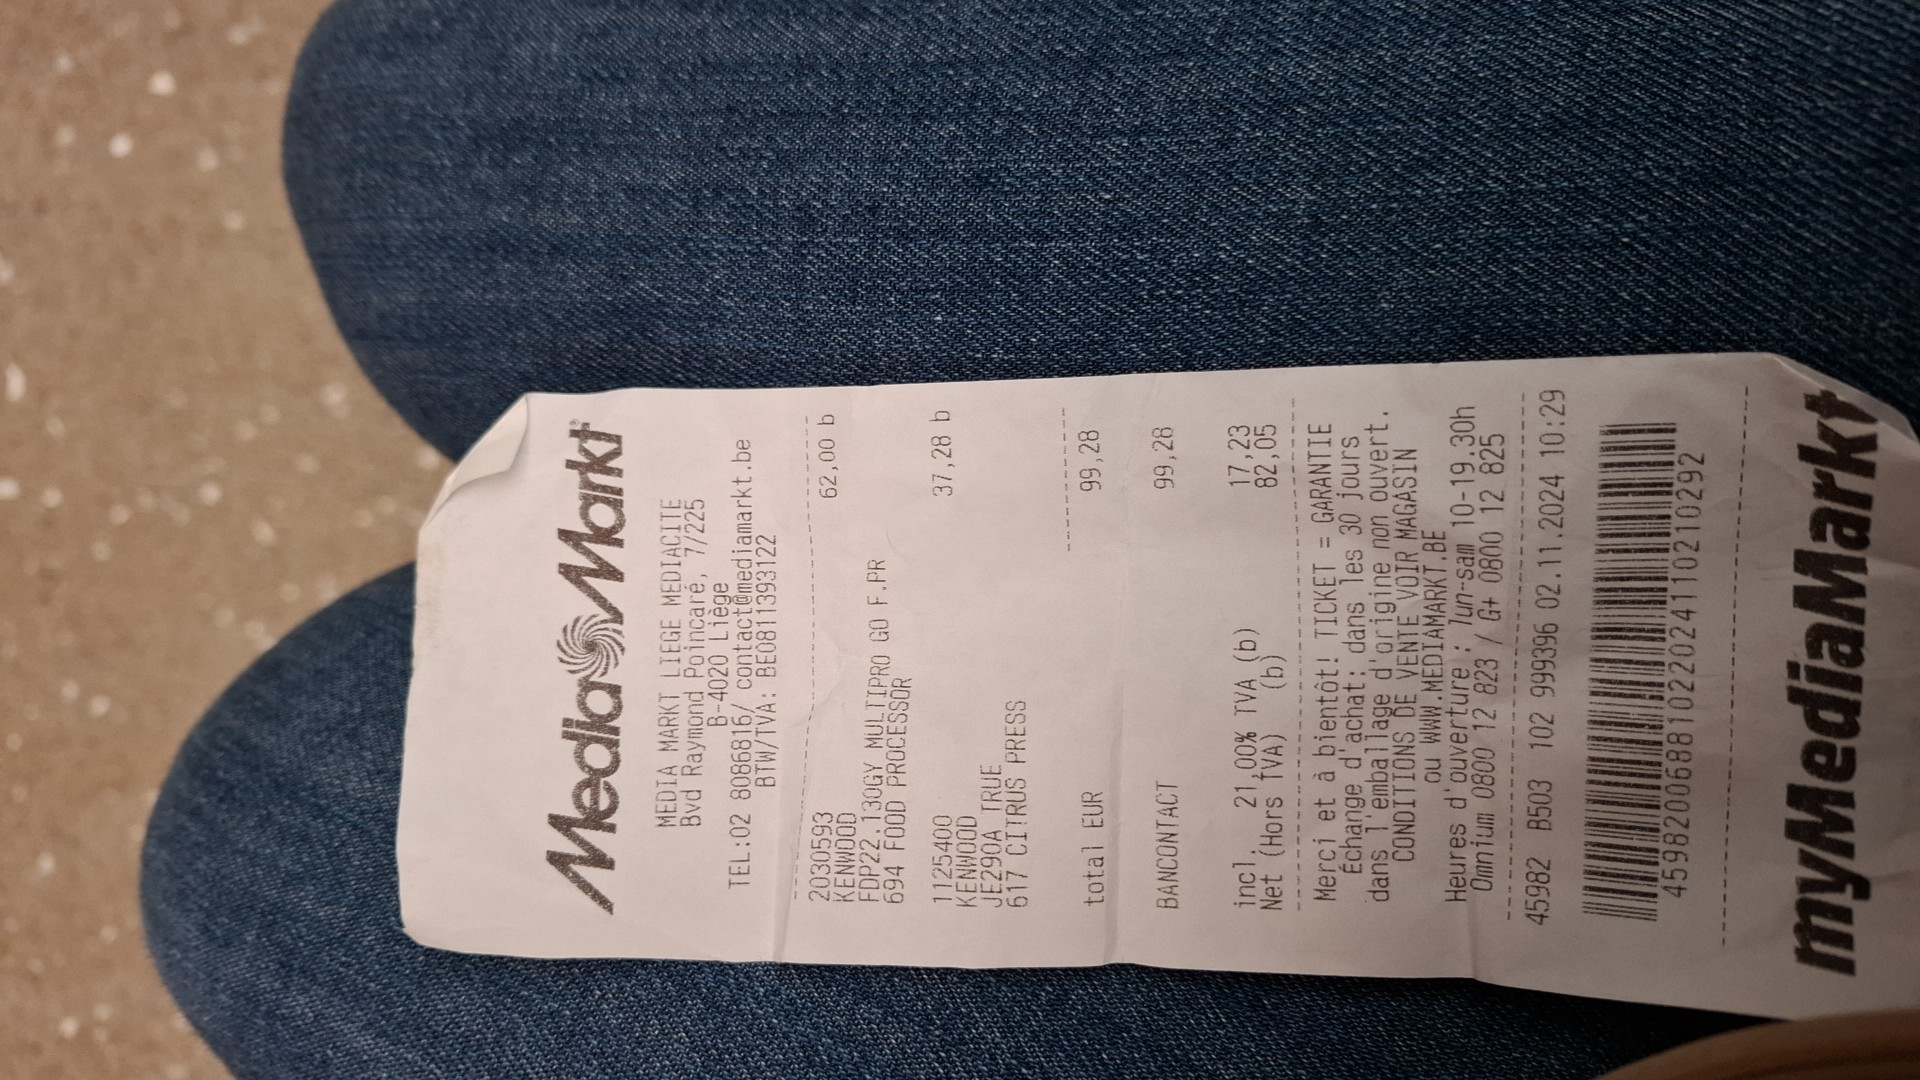 MediaMarkt
MEDIA MARKT LIEGE MEDIACITE
Bvd Raymond Poincaré, 7/225
B-4020 Liège
TEL:02 8086816/ contact@mediamarkt.be
BTW/TVA: BE0811393122
2030593 62,00 b
KENWOOD
FDP22.130GY MULTIPRO GO F.PR
694 FOOD PROCESSOR
1125400 37,28 b
KENWOOD
JE290A TRUE
617 CITRUS PRESS
total EUR 99,28
BANCONTACT 99,28
incl. 21,00% TVA (b) 17,23
Net (Hors TVA) (b) 82,05
Merci et à bientôt! TICKET = GARANTIE
Échange d'achat: dans les 30 jours
dans l'emballage d'origine non ouvert.
CONDITIONS DE VENTE VOIR MAGASIN
ou WWW.MEDIAMARKT.BE
Heures d'ouverture : lun-sam 10-19.30h
Omnium 0800 12 823 / G+ 0800 12 825
45982 B503 102 999396 02.11.2024 10:29
4598200688102202411021 0292
myMediaMarkt